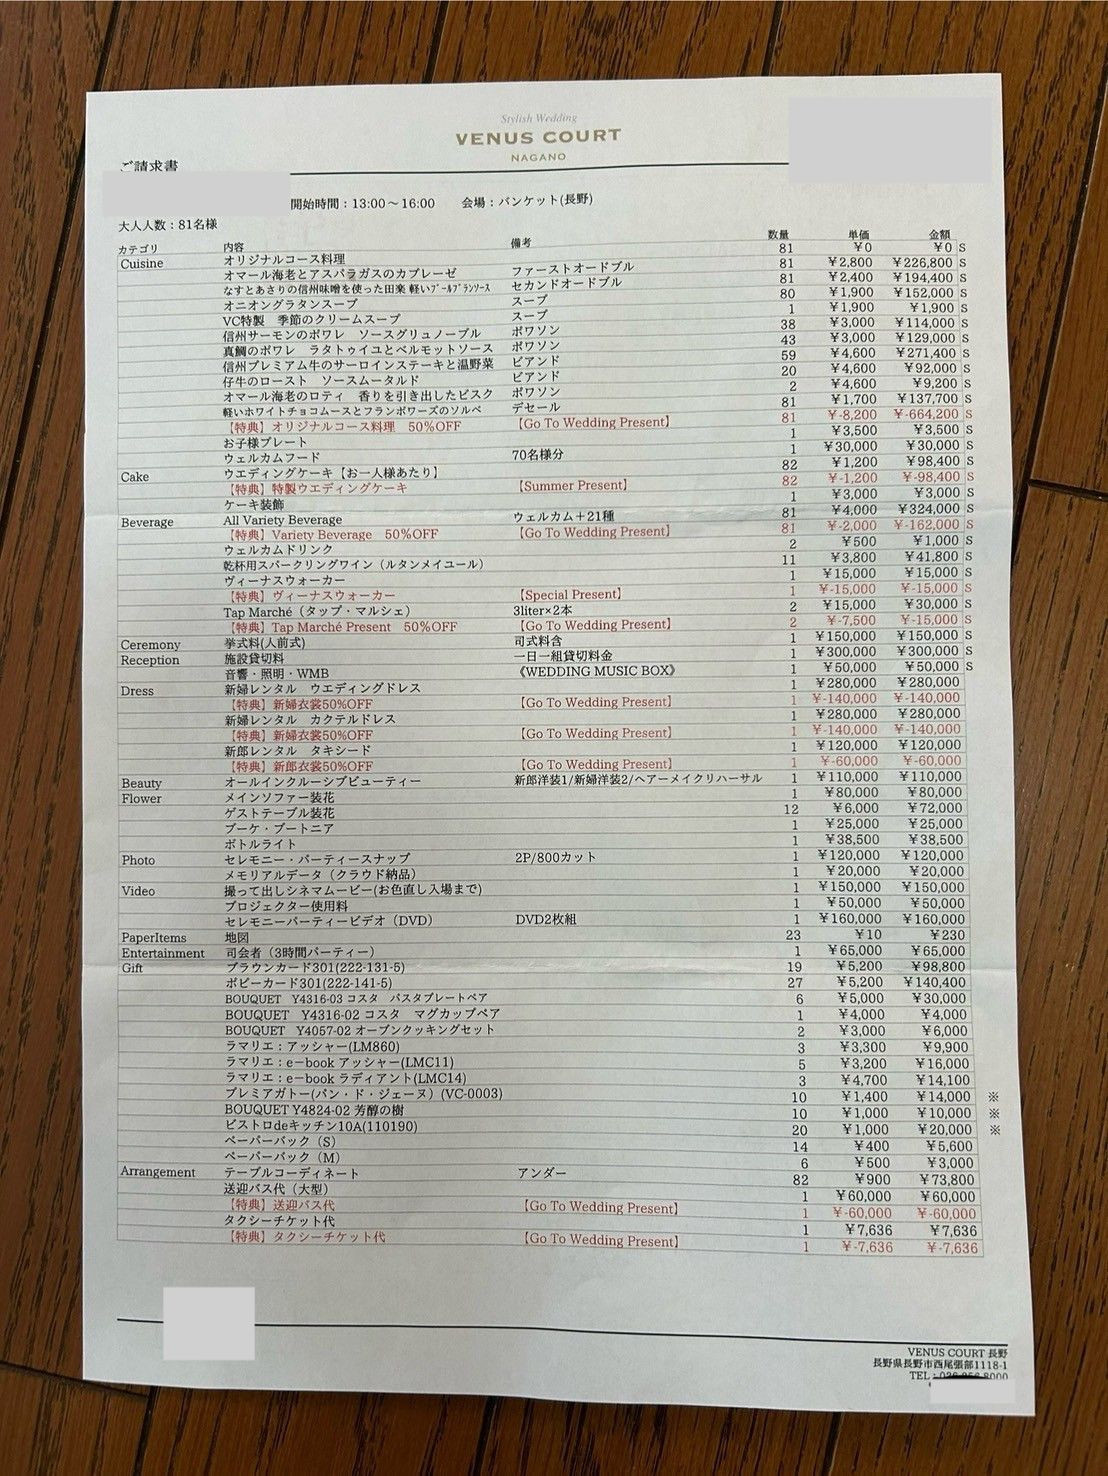 Stylish Wedding
VENUS COURT
NAGANO
ご請求書
開始時間：13:00～16:00 会場：バンケット(長野)
大人人数：81名様
カテゴリ 内容 備考 数量 単価 金額
Cuisine オリジナルコース料理 81 ￥0 ￥0 S
オマール海老とアスパラガスのカプレーゼ ファーストオードブル 81 ￥2,800 ￥226,800 S
なすとあさりの信州味噌を使った田楽 軽いブールブランソース セカンドオードブル 81 ￥2,400 ￥194,400 S
オニオングラタンスープ スープ 80 ￥1,900 ￥152,000 S
VC特製 季節のクリームスープ スープ 1 ￥1,900 ￥1,900 S
信州サーモンのポワレ ソースグリュノーブル ポワソン 38 ￥3,000 ￥114,000 S
真鯛のポワレ ラタトゥイユとベルモットソース ポワソン 43 ￥3,000 ￥129,000 S
信州プレミアム牛のサーロインステーキと温野菜 ビアンド 59 ￥4,600 ￥271,400 S
仔牛のロースト ソースムータルド ビアンド 20 ￥4,600 ￥92,000 S
オマール海老のロティ 香りを引き出したビスク ポワソン 2 ￥4,600 ￥9,200 S
軽いホワイトチョコムースとフランボワーズのソルベ デセール 81 ￥1,700 ￥137,700 S
【特典】オリジナルコース料理 50%OFF 【Go To Wedding Present】 81 ￥-8,200 ￥-664,200 S
お子様プレート 1 ￥3,500 ￥3,500 S
ウェルカムフード 70名様分 1 ￥30,000 ￥30,000 S
Cake ウエディングケーキ【お一人様あたり】 82 ￥1,200 ￥98,400 S
【特典】特製ウエディングケーキ 【Summer Present】 82 ￥-1,200 ￥-98,400 S
ケーキ装飾 1 ￥3,000 ￥3,000 S
Beverage All Variety Beverage ウェルカム＋21種 81 ￥4,000 ￥324,000 S
【特典】Variety Beverage 50%OFF 【Go To Wedding Present】 81 ￥-2,000 ￥-162,000 S
ウェルカムドリンク 2 ￥500 ￥1,000 S
乾杯用スパークリングワイン（ルタンメイユール） 11 ￥3,800 ￥41,800 S
ヴィーナスウォーカー 1 ￥15,000 ￥15,000 S
【特典】ヴィーナスウォーカー 【Special Present】 1 ￥-15,000 ￥-15,000 S
Tap Marché（タップ・マルシェ） 3liter×2本 2 ￥15,000 ￥30,000 S
【特典】Tap Marché Present 50%OFF 【Go To Wedding Present】 2 ￥-7,500 ￥-15,000 S
Ceremony 挙式料(人前式) 司式料含 1 ￥150,000 ￥150,000 S
Reception 施設貸切料 一日一組貸切料金 1 ￥300,000 ￥300,000 S
音響・照明・WMB 《WEDDING MUSIC BOX》 1 ￥50,000 ￥50,000 S
Dress 新婦レンタル ウエディングドレス 1 ￥280,000 ￥280,000
【特典】新婦衣裳50%OFF 【Go To Wedding Present】 1 ￥-140,000 ￥-140,000
新婦レンタル カクテルドレス 1 ￥280,000 ￥280,000
【特典】新婦衣裳50%OFF 【Go To Wedding Present】 1 ￥-140,000 ￥-140,000
新郎レンタル タキシード 1 ￥120,000 ￥120,000
【特典】新郎衣裳50%OFF 【Go To Wedding Present】 1 ￥-60,000 ￥-60,000
Beauty オールインクルーシブビューティー 新郎洋装1/新婦洋装2/ヘアーメイクリハーサル 1 ￥110,000 ￥110,000
Flower メインソファー装花 1 ￥80,000 ￥80,000
ゲストテーブル装花 12 ￥6,000 ￥72,000
ブーケ・ブートニア 1 ￥25,000 ￥25,000
ボトルライト 1 ￥38,500 ￥38,500
Photo セレモニー・パーティースナップ 2P/800カット 1 ￥120,000 ￥120,000
メモリアルデータ（クラウド納品） 1 ￥20,000 ￥20,000
Video 撮って出しシネマムービー(お色直し入場まで) 1 ￥150,000 ￥150,000
プロジェクター使用料 1 ￥50,000 ￥50,000
セレモニーパーティービデオ（DVD） DVD2枚組 1 ￥160,000 ￥160,000
PaperItems 地図 23 ￥10 ￥230
Entertainment 司会者（3時間パーティー） 1 ￥65,000 ￥65,000
Gift ブラウンカード301(222-131-5) 19 ￥5,200 ￥98,800
ポピーカード301(222-141-5) 27 ￥5,200 ￥140,400
BOUQUET Y4316-03 コスタ パスタプレートペア 6 ￥5,000 ￥30,000
BOUQUET Y4316-02 コスタ マグカップペア 1 ￥4,000 ￥4,000
BOUQUET Y4057-02 オーブンクッキングセット 2 ￥3,000 ￥6,000
ラマリエ：アッシャー(LM860) 3 ￥3,300 ￥9,900
ラマリエ：e－book アッシャー(LMC11) 5 ￥3,200 ￥16,000
ラマリエ：e－book ラディアント(LMC14) 3 ￥4,700 ￥14,100
プレミアガトー(パン・ド・ジェーヌ) (VC-0003) 10 ￥1,400 ￥14,000 ※
BOUQUET Y4824-02 芳醇の樹 10 ￥1,000 ￥10,000 ※
ビストロdeキッチン10A(110190) 20 ￥1,000 ￥20,000 ※
ペーパーバック（S） 14 ￥400 ￥5,600
ペーパーバック（M） 6 ￥500 ￥3,000
Arrangement テーブルコーディネート アンダー 82 ￥900 ￥73,800
送迎バス代（大型） 1 ￥60,000 ￥60,000
【特典】送迎バス代 【Go To Wedding Present】 1 ￥-60,000 ￥-60,000
タクシーチケット代 1 ￥7,636 ￥7,636
【特典】タクシーチケット代 【Go To Wedding Present】 1 ￥-7,636 ￥-7,636
VENUS COURT 長野
長野県長野市西尾張部1118-1
TEL：